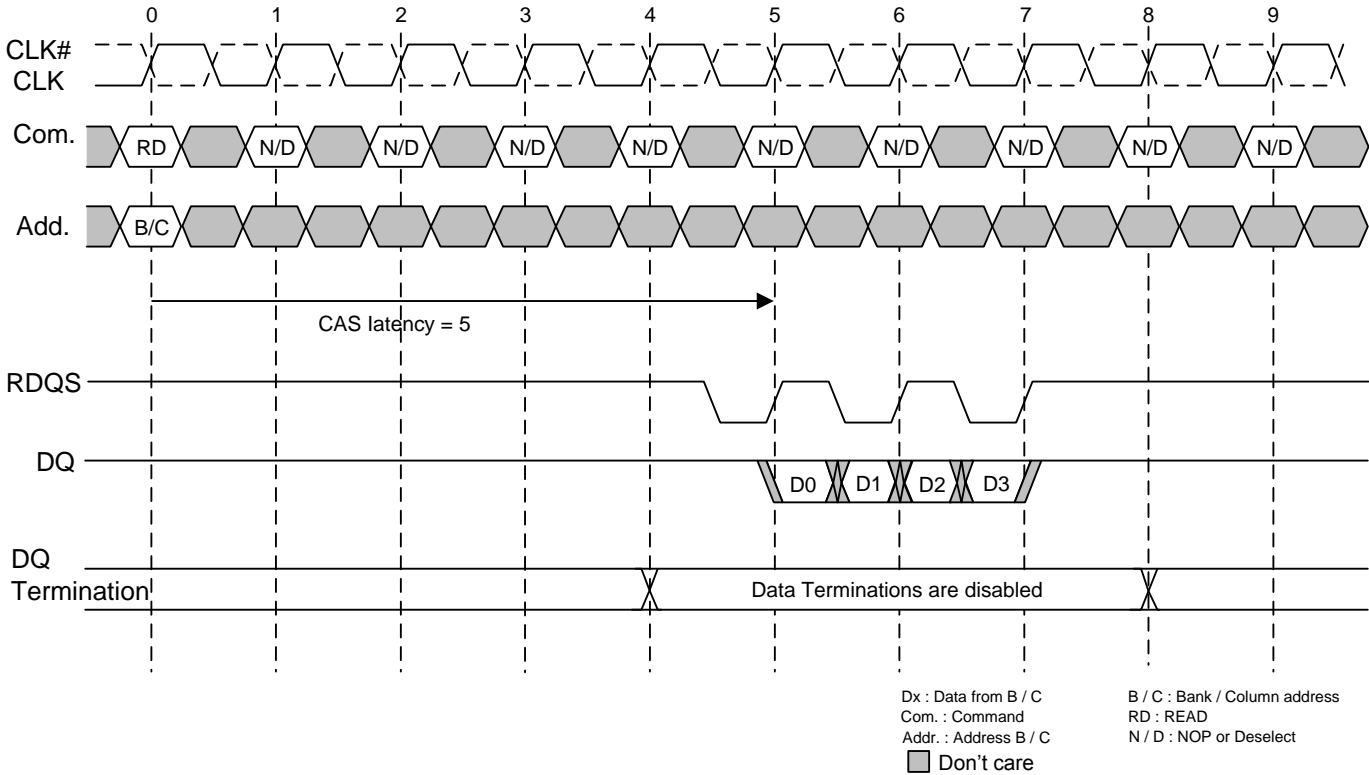 0 1 2 3 4 5 6 7 8 9
CLK#
CLK
Com. RD N/D N/D N/D N/D N/D N/D N/D N/D N/D
Add. B/C
CAS latency = 5
RDQS
DQ D0 D1 D2 D3
DQ
Termination Data Terminations are disabled
Dx : Data from B / C B / C : Bank / Column address
Com. : Command RD : READ
Addr. : Address B / C N / D : NOP or Deselect
Don't care